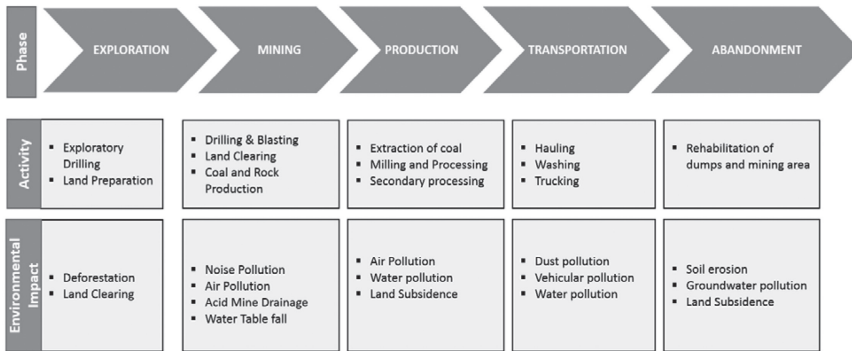 Phase
EXPLORATION
MINING
PRODUCTION
TRANSPORTATION
ABANDONMENT
Activity
▪ Exploratory
Drilling
▪ Land Preparation
▪ Drilling & Blasting
▪ Land Clearing
▪ Coal and Rock
Production
▪ Extraction of coal
▪ Milling and Processing
▪ Secondary processing
▪ Hauling
▪ Washing
▪ Trucking
▪ Rehabilitation of
dumps and mining area
Environmental
Impact
▪ Deforestation
▪ Land Clearing
▪ Noise Pollution
▪ Air Pollution
▪ Acid Mine Drainage
▪ Water Table fall
▪ Air Pollution
▪ Water pollution
▪ Land Subsidence
▪ Dust pollution
▪ Vehicular pollution
▪ Water pollution
▪ Soil erosion
▪ Groundwater pollution
▪ Land Subsidence